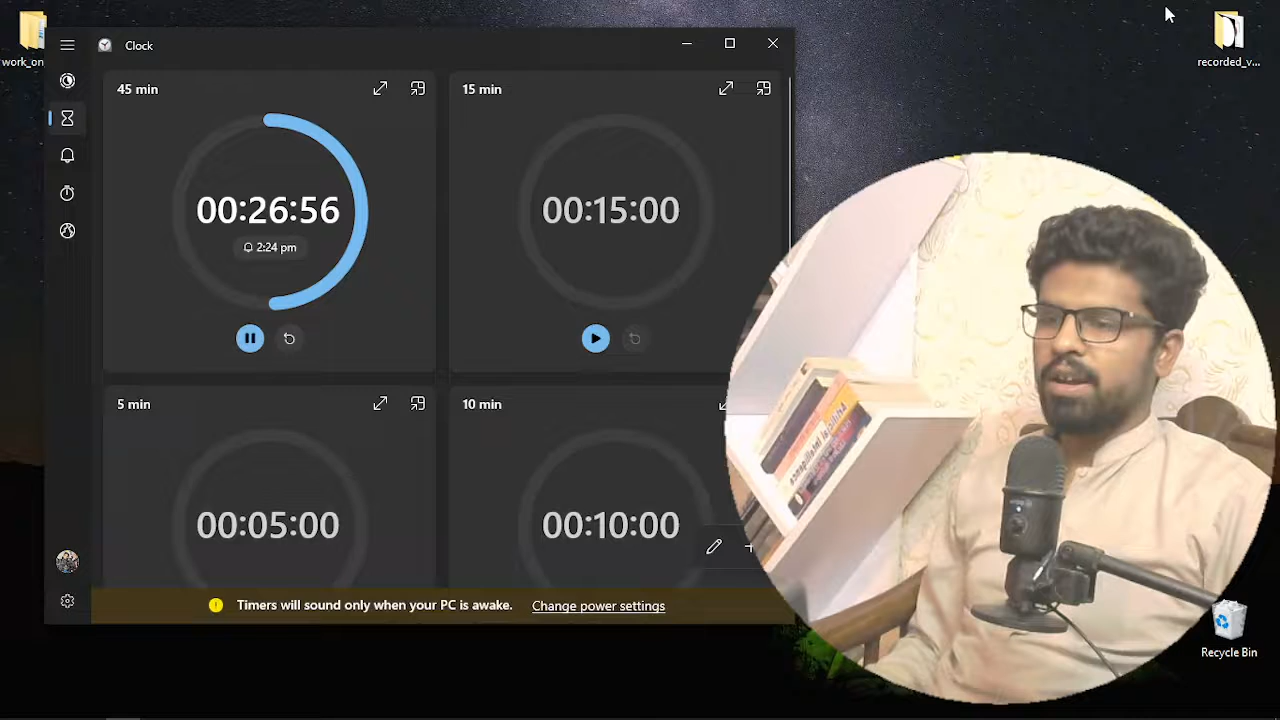 work_on
Clock
recorded_v...
45 min
15 min
00:26:56
2:24 pm
00:15:00
5 min
10 min
00:05:00
00:10:00
Artificial Intelligence
Timers will sound only when your PC is awake.
Change power settings
Recycle Bin